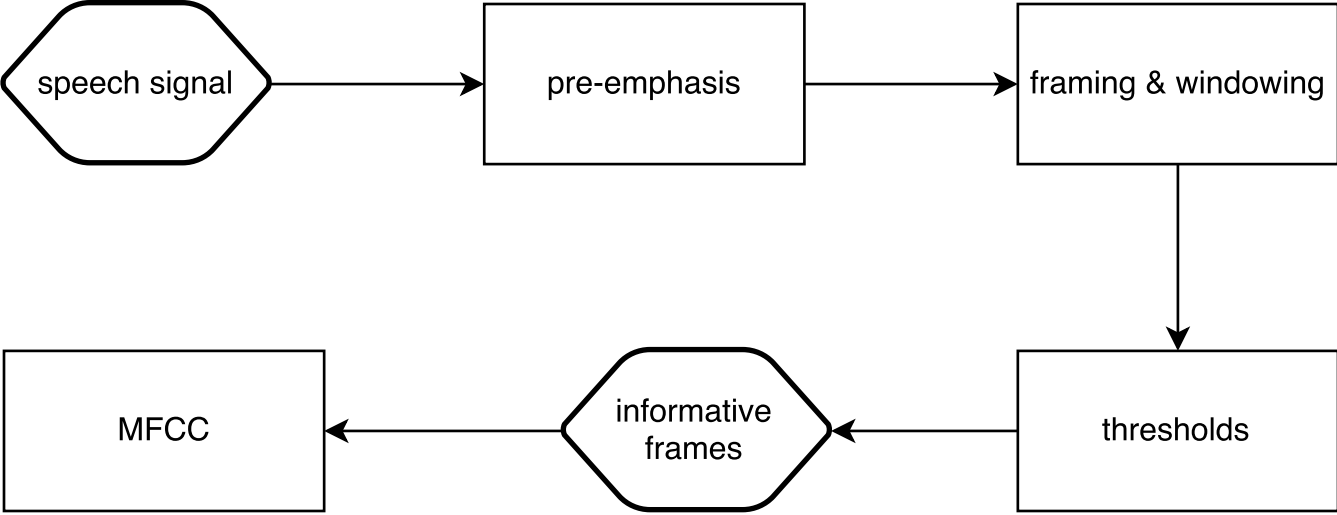 speech signal
pre-emphasis
framing & windowing
thresholds
informative
frames
MFCC